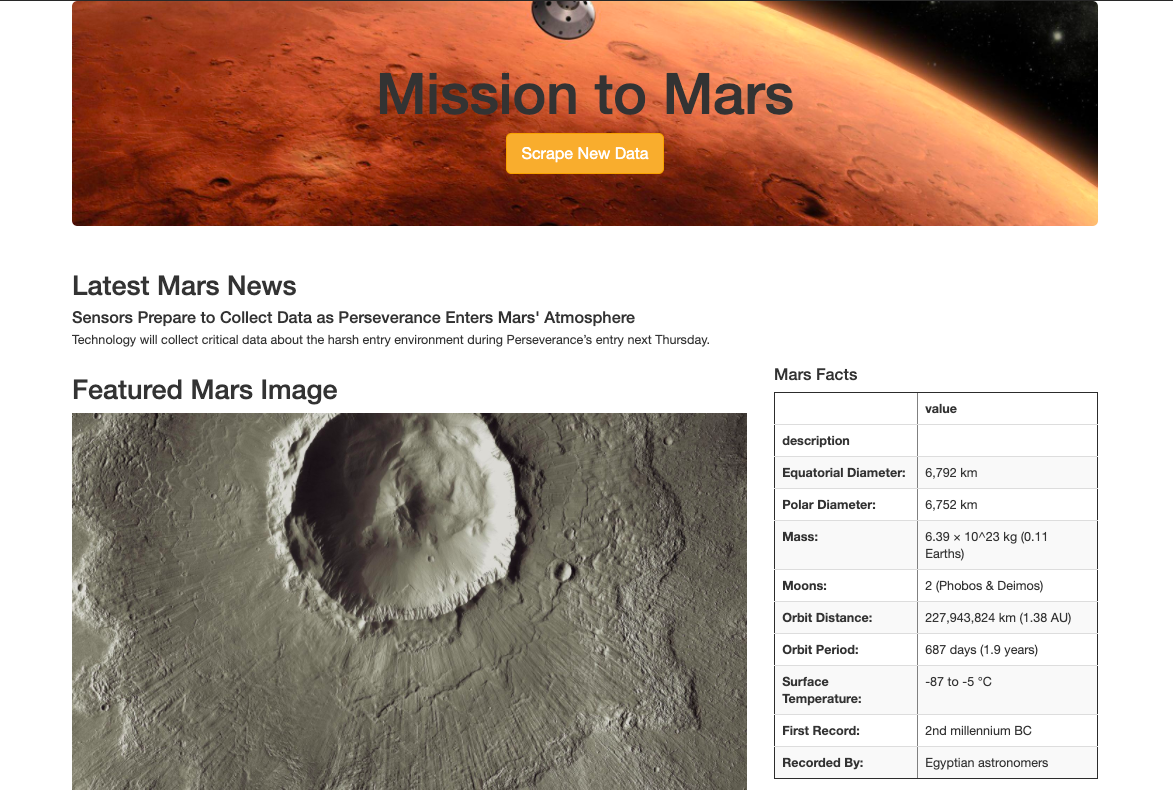 Mission to Mars
Scrape New Data
Latest Mars News
Sensors Prepare to Collect Data as Perseverance Enters Mars' Atmosphere
Technology will collect critical data about the harsh entry environment during Perseverance’s entry next Thursday.
Featured Mars Image
Mars Facts
value
description
Equatorial Diameter: 6,792 km
Polar Diameter: 6,752 km
Mass: 6.39 × 10^23 kg (0.11
Earths)
Moons: 2 (Phobos & Deimos)
Orbit Distance: 227,943,824 km (1.38 AU)
Orbit Period: 687 days (1.9 years)
Surface -87 to -5 °C
Temperature:
First Record: 2nd millennium BC
Recorded By: Egyptian astronomers